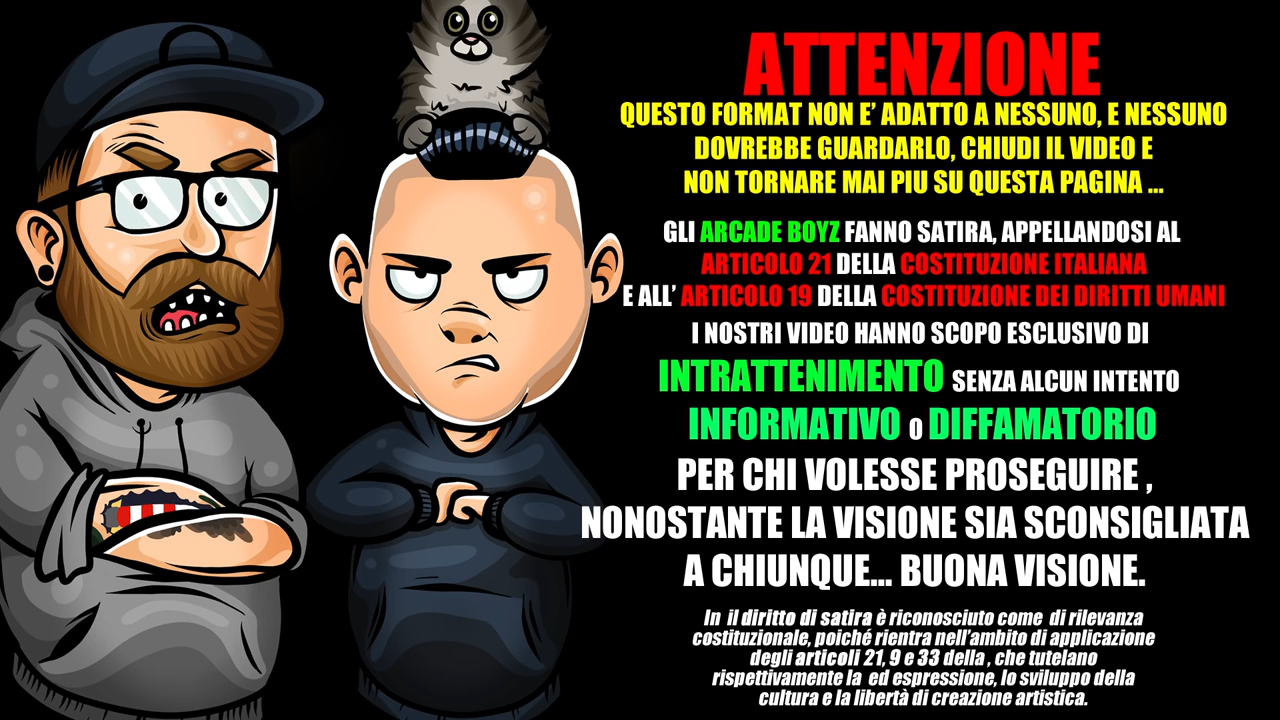 ATTENZIONE
QUESTO FORMAT NON E' ADATTO A NESSUNO, E NESSUNO
DOVREBBE GUARDARLO, CHIUDI IL VIDEO E
NON TORNARE MAI PIU SU QUESTA PAGINA ...
GLI ARCADE BOYZ FANNO SATIRA, APPELLANDOSI AL
ARTICOLO 21 DELLA COSTITUZIONE ITALIANA
E ALL' ARTICOLO 19 DELLA COSTITUZIONE DEI DIRITTI UMANI
I NOSTRI VIDEO HANNO SCOPO ESCLUSIVO DI
INTRATTENIMENTO SENZA ALCUN INTENTO
INFORMATIVO O DIFFAMATORIO
PER CHI VOLESSE PROSEGUIRE ,
NONOSTANTE LA VISIONE SIA SCONSIGLIATA
A CHIUNQUE... BUONA VISIONE.
In il diritto di satira è riconosciuto come di rilevanza
costituzionale, poiché rientra nell'ambito di applicazione
degli articoli 21, 9 e 33 della , che tutelano
rispettivamente la ed espressione, lo sviluppo della
cultura e la libertà di creazione artistica.